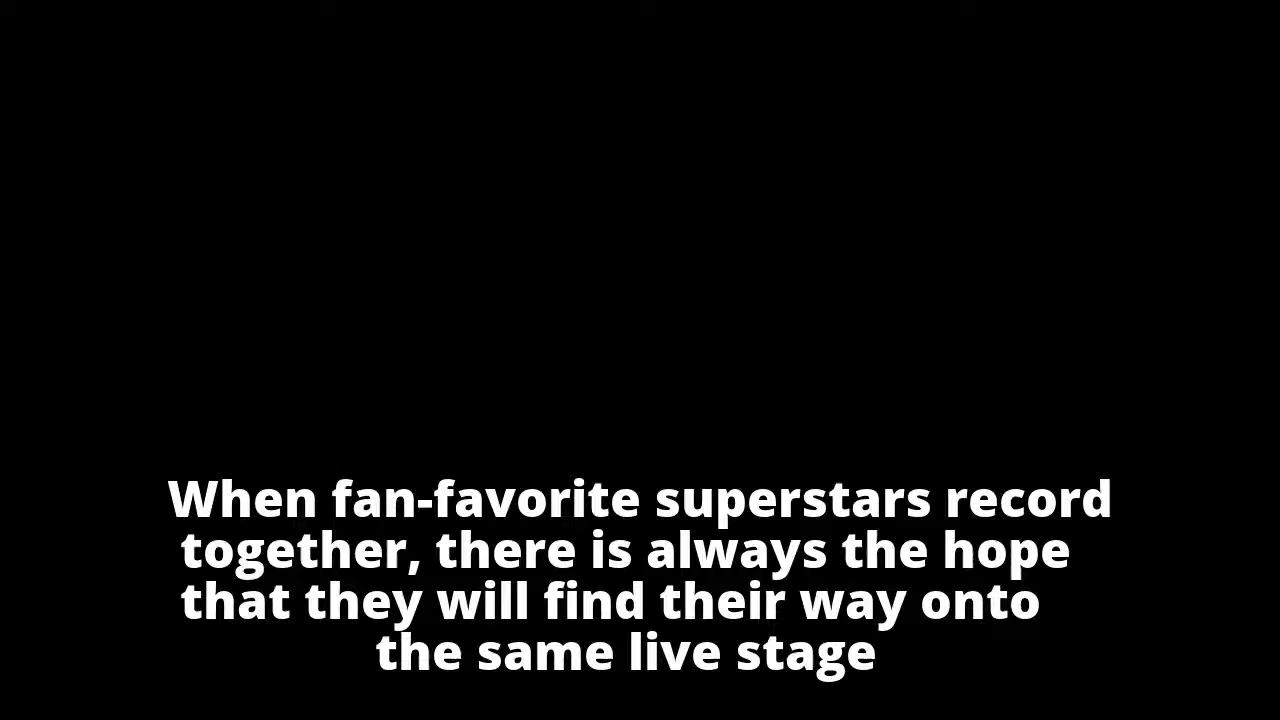 When fan-favorite superstars record
together, there is always the hope
that they will find their way onto
the same live stage